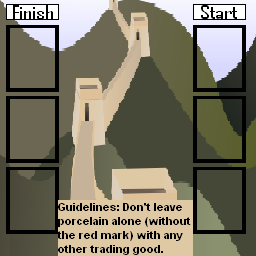 Finish
Start
Guidelines: Don't leave
porcelain alone (without
the red mark) with any
other trading good.